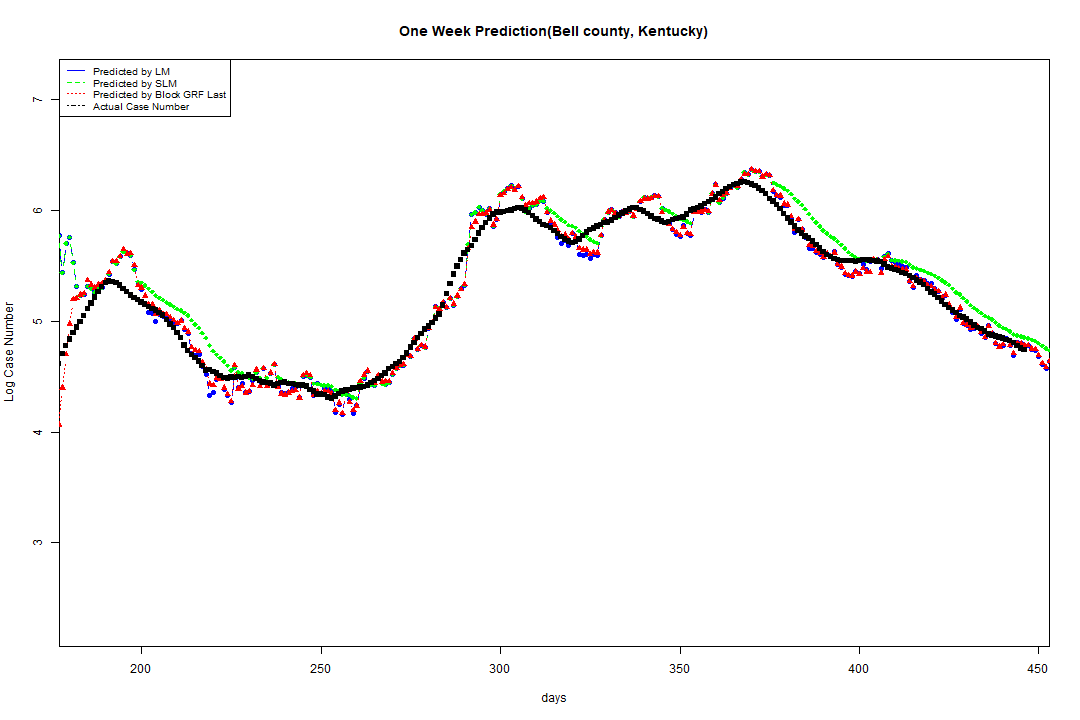 One Week Prediction(Bell county, Kentucky)
Predicted by LM
Predicted by SLM
Predicted by Block GRF Last
Actual Case Number
7
6
5
4
3
Log Case Number
200 250 300 350 400 450
days